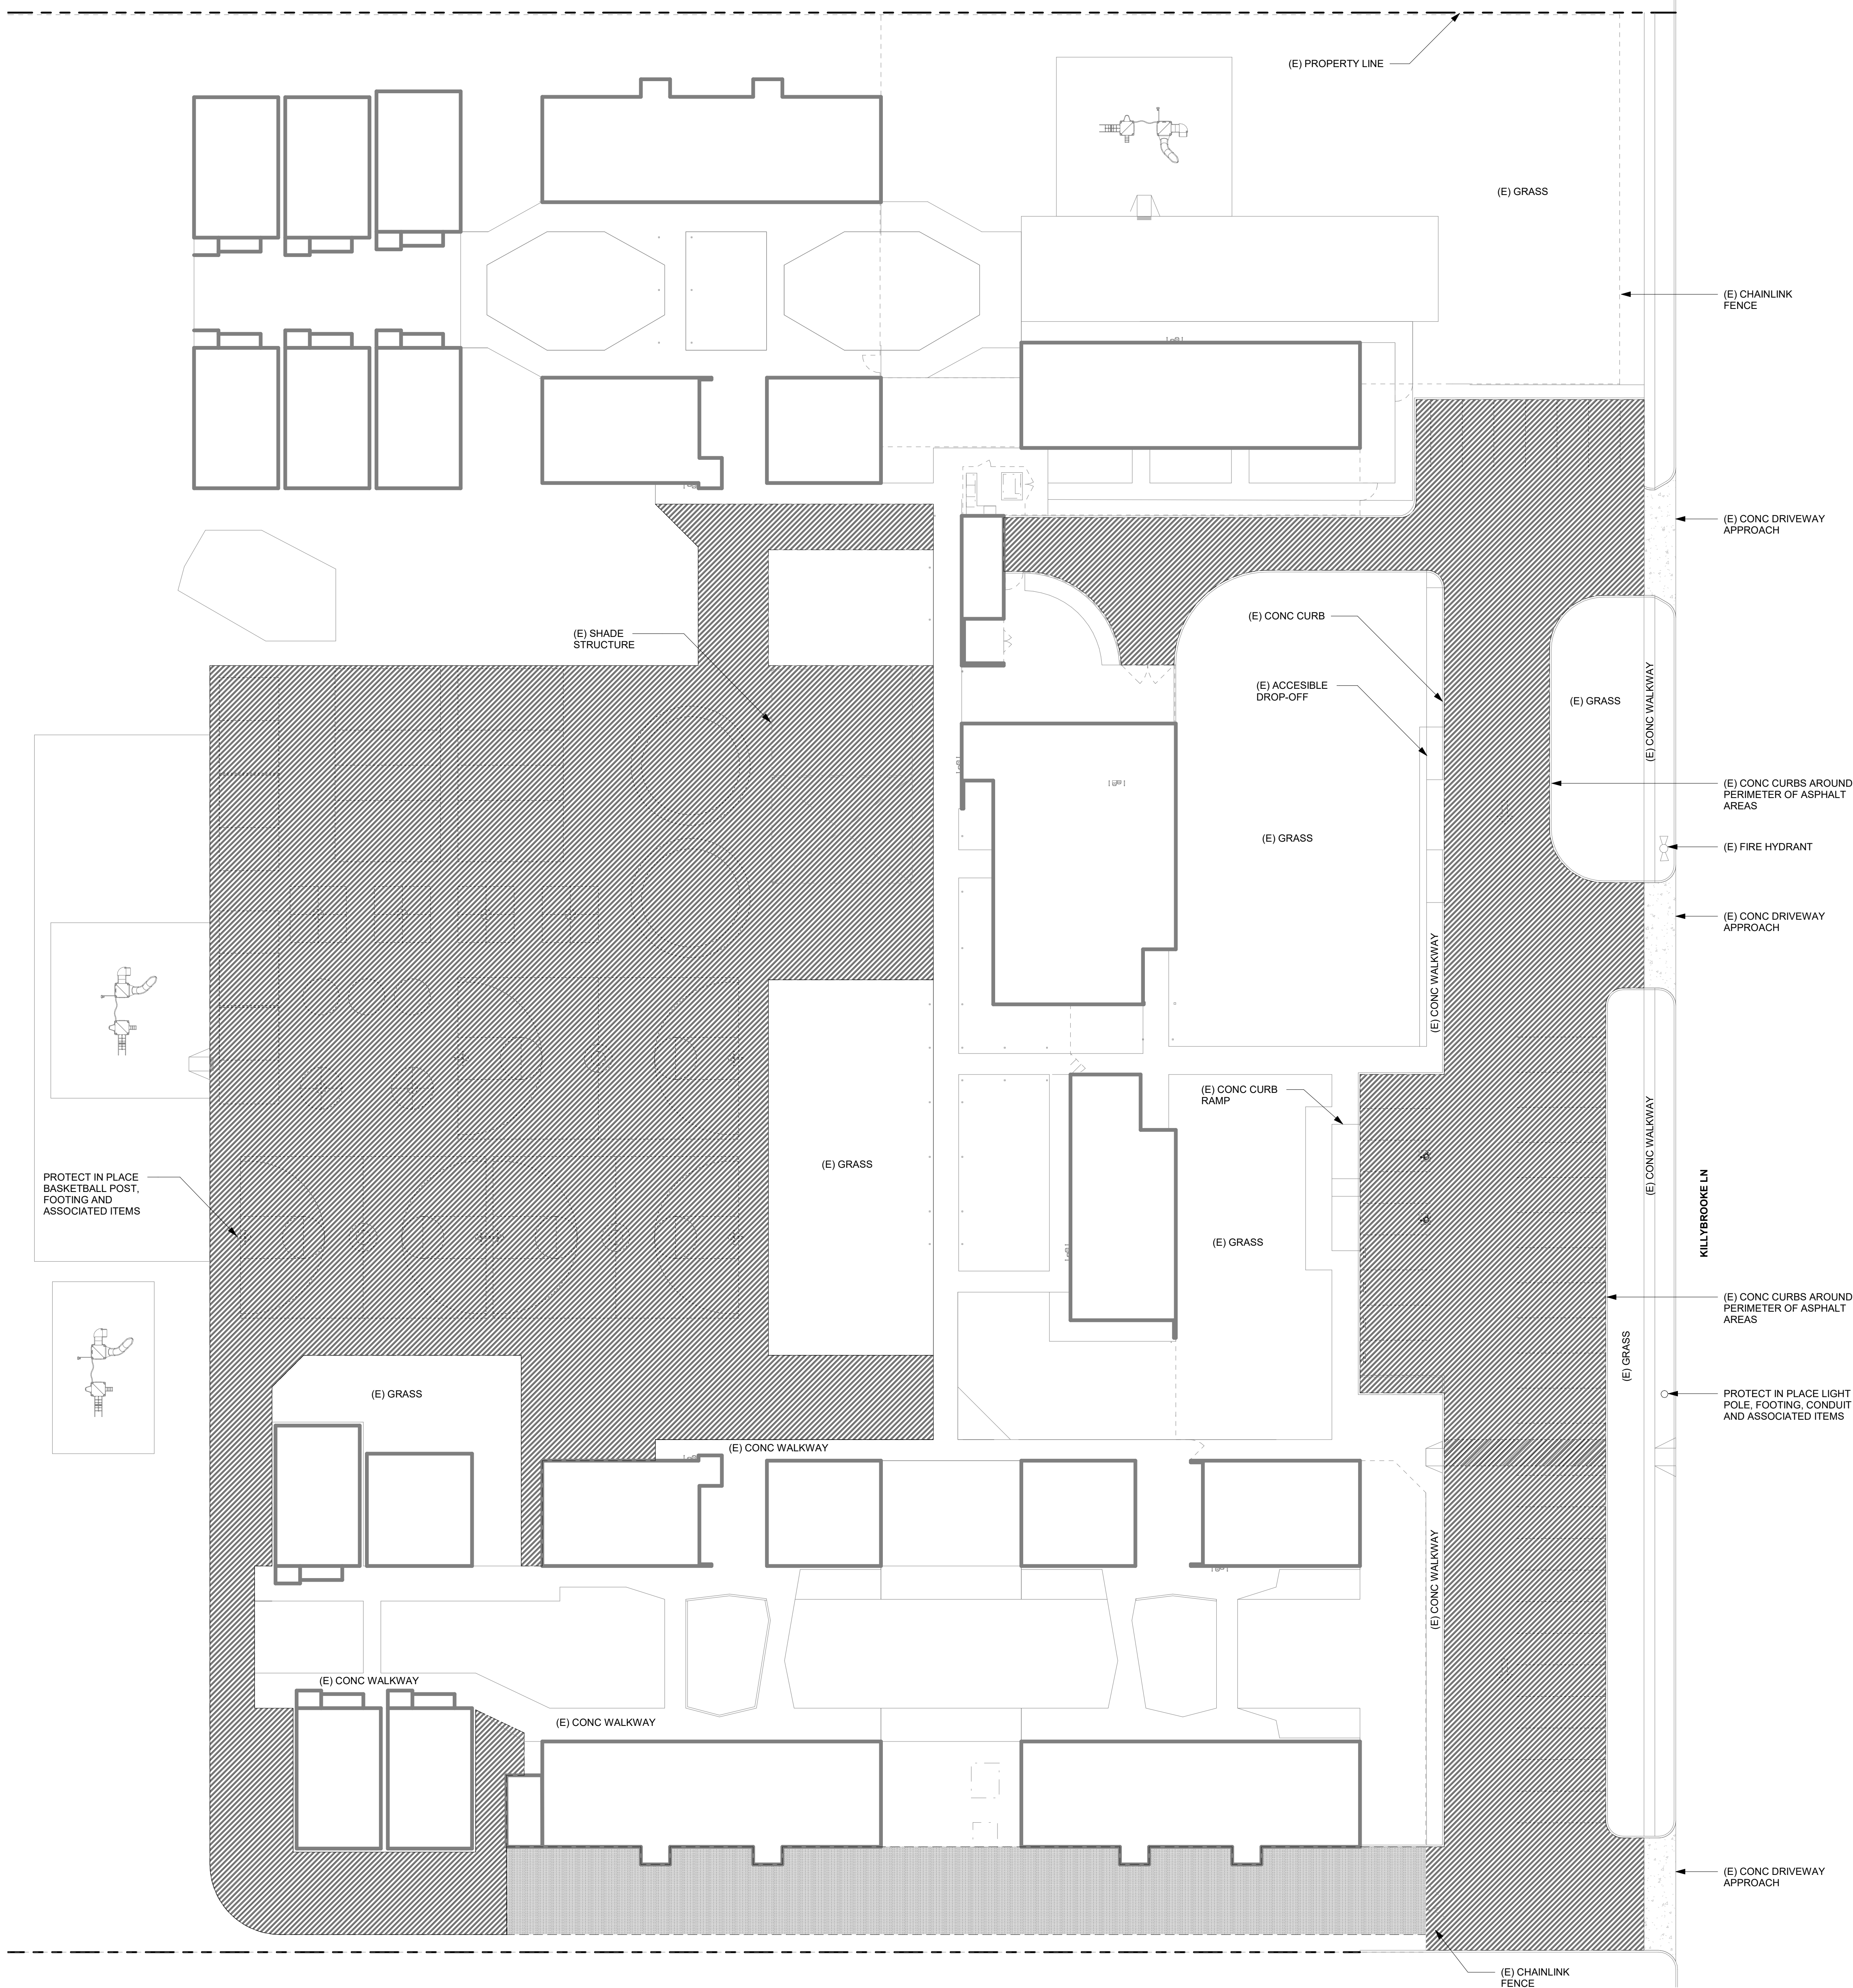 (E) PROPERTY LINE
(E) GRASS
(E) CHAINLINK
FENCE
(E) CONC DRIVEWAY
APPROACH
(E) CONC CURB
(E) SHADE
STRUCTURE
(E) ACCESIBLE
DROP-OFF
(E) GRASS
(E) CONC WALKWAY
(E) CONC CURBS AROUND
PERIMETER OF ASPHALT
AREAS
(E) GRASS
(E) FIRE HYDRANT
(E) CONC DRIVEWAY
APPROACH
(E) CONC WALKWAY
(E) CONC CURB
RAMP
(E) CONC WALKWAY
(E) GRASS
PROTECT IN PLACE
BASKETBALL POST,
FOOTING AND
ASSOCIATED ITEMS
KILLYBROOKE LN
(E) GRASS
(E) CONC CURBS AROUND
PERIMETER OF ASPHALT
AREAS
(E) GRASS
(E) GRASS
PROTECT IN PLACE LIGHT
POLE, FOOTING, CONDUIT
AND ASSOCIATED ITEMS
(E) CONC WALKWAY
(E) CONC WALKWAY
(E) CONC WALKWAY
(E) CONC WALKWAY
(E) CONC DRIVEWAY
APPROACH
(E) CHAINLINK
FENCE